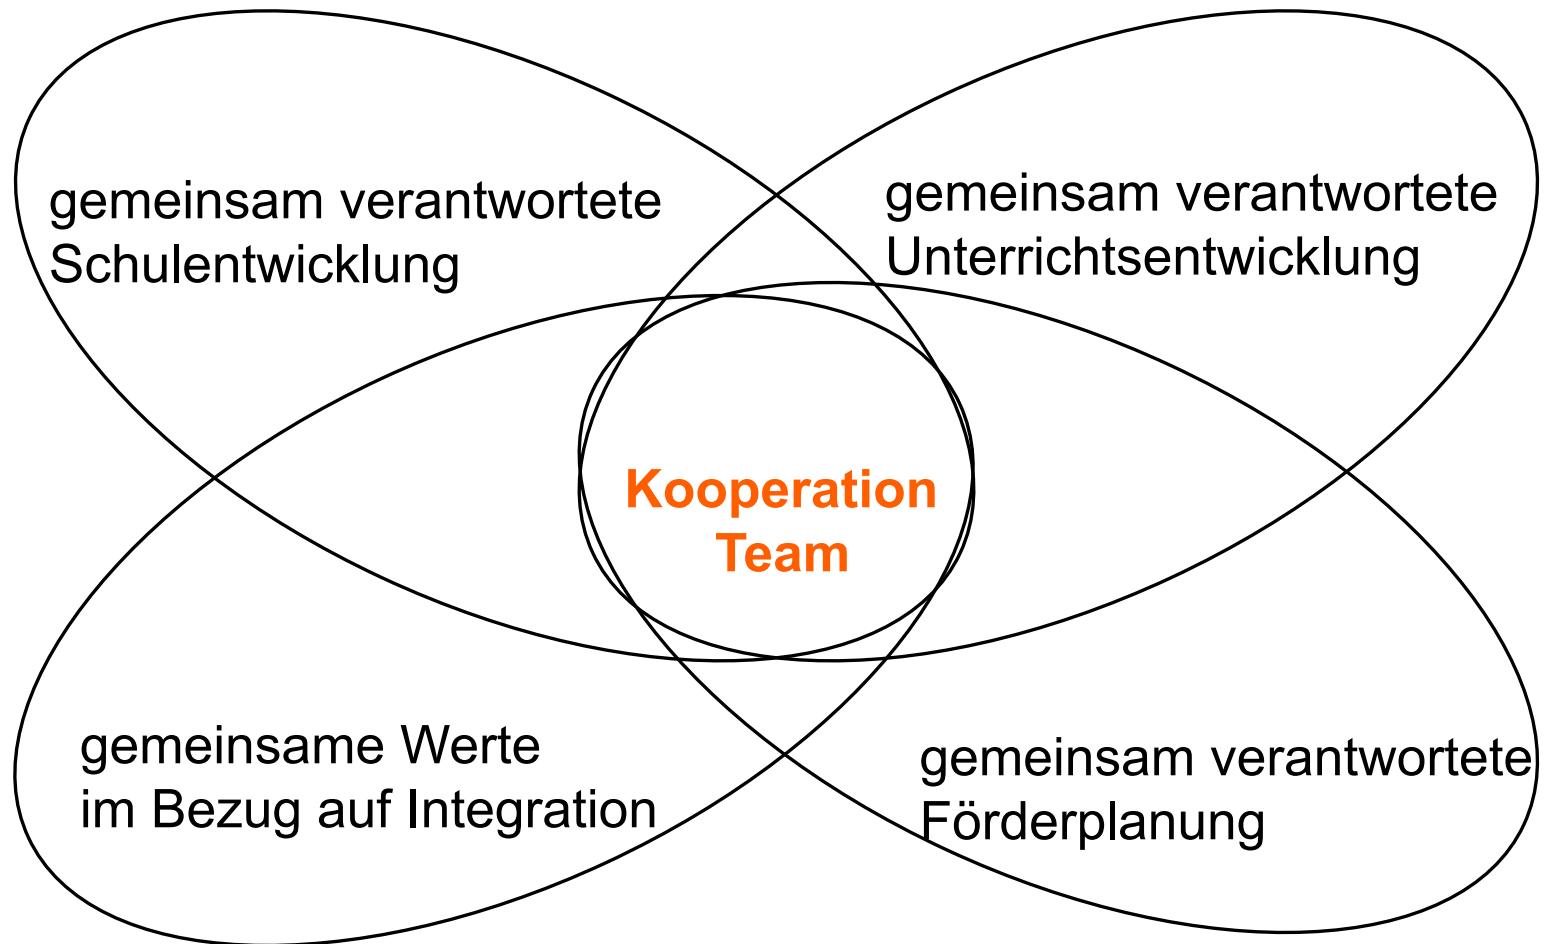 gemeinsam verantwortete
Schulentwicklung
gemeinsam verantwortete
Unterrichtsentwicklung
Kooperation
Team
gemeinsame Werte
im Bezug auf Integration
gemeinsam verantwortete
Förderplanung